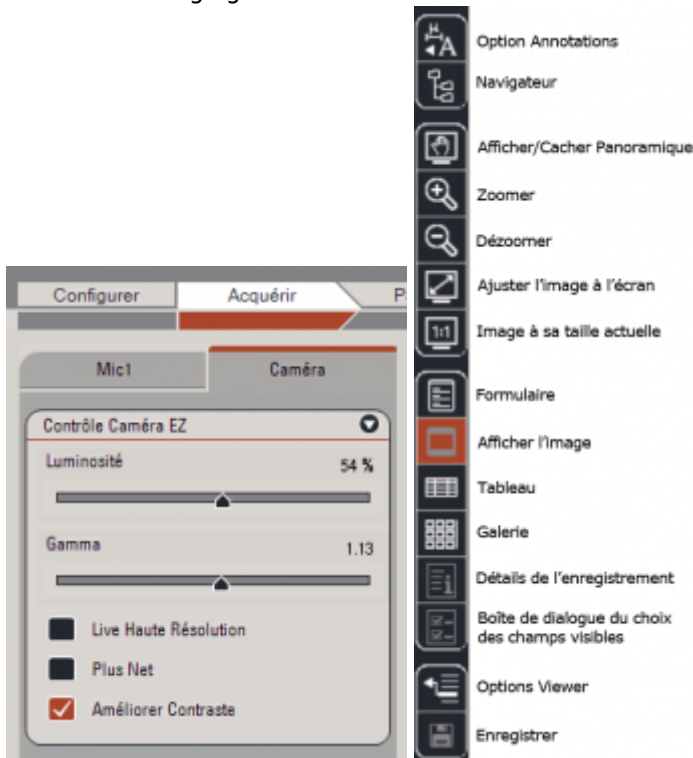 Configurer
Acquérir
Mic1
Caméra
Contrôle Caméra EZ
Luminosité
54 %
Gamma
1.13
Live Haute Résolution
Plus Net
Améliorer Contraste
Option Annotations
Navigateur
Afficher/Cacher Panoramique
Zoomer
Dézoomer
Ajuster l'image à l'écran
1:1
Image à sa taille actuelle
Formulaire
Afficher l'image
Tableau
Galerie
Détails de l'enregistrement
Boîte de dialogue du choix
des champs visibles
Options Viewer
Enregistrer